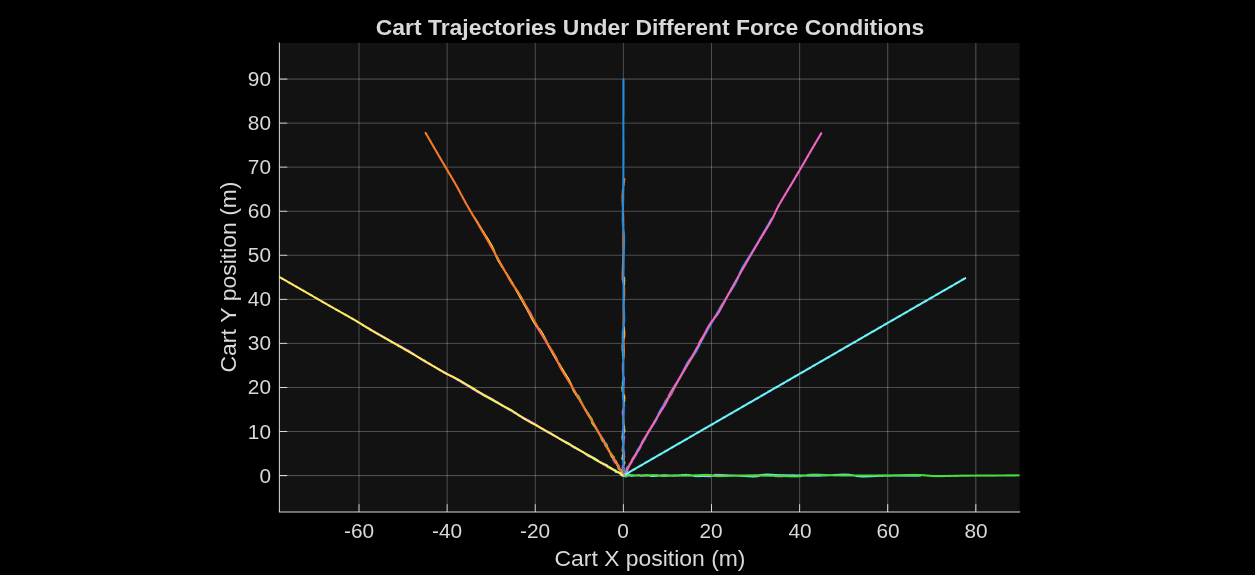 Cart Trajectories Under Different Force Conditions
90
80
70
60
50
40
30
20
10
0
Cart Y position (m)
-60 -40 -20 0 20 40 60 80
Cart X position (m)